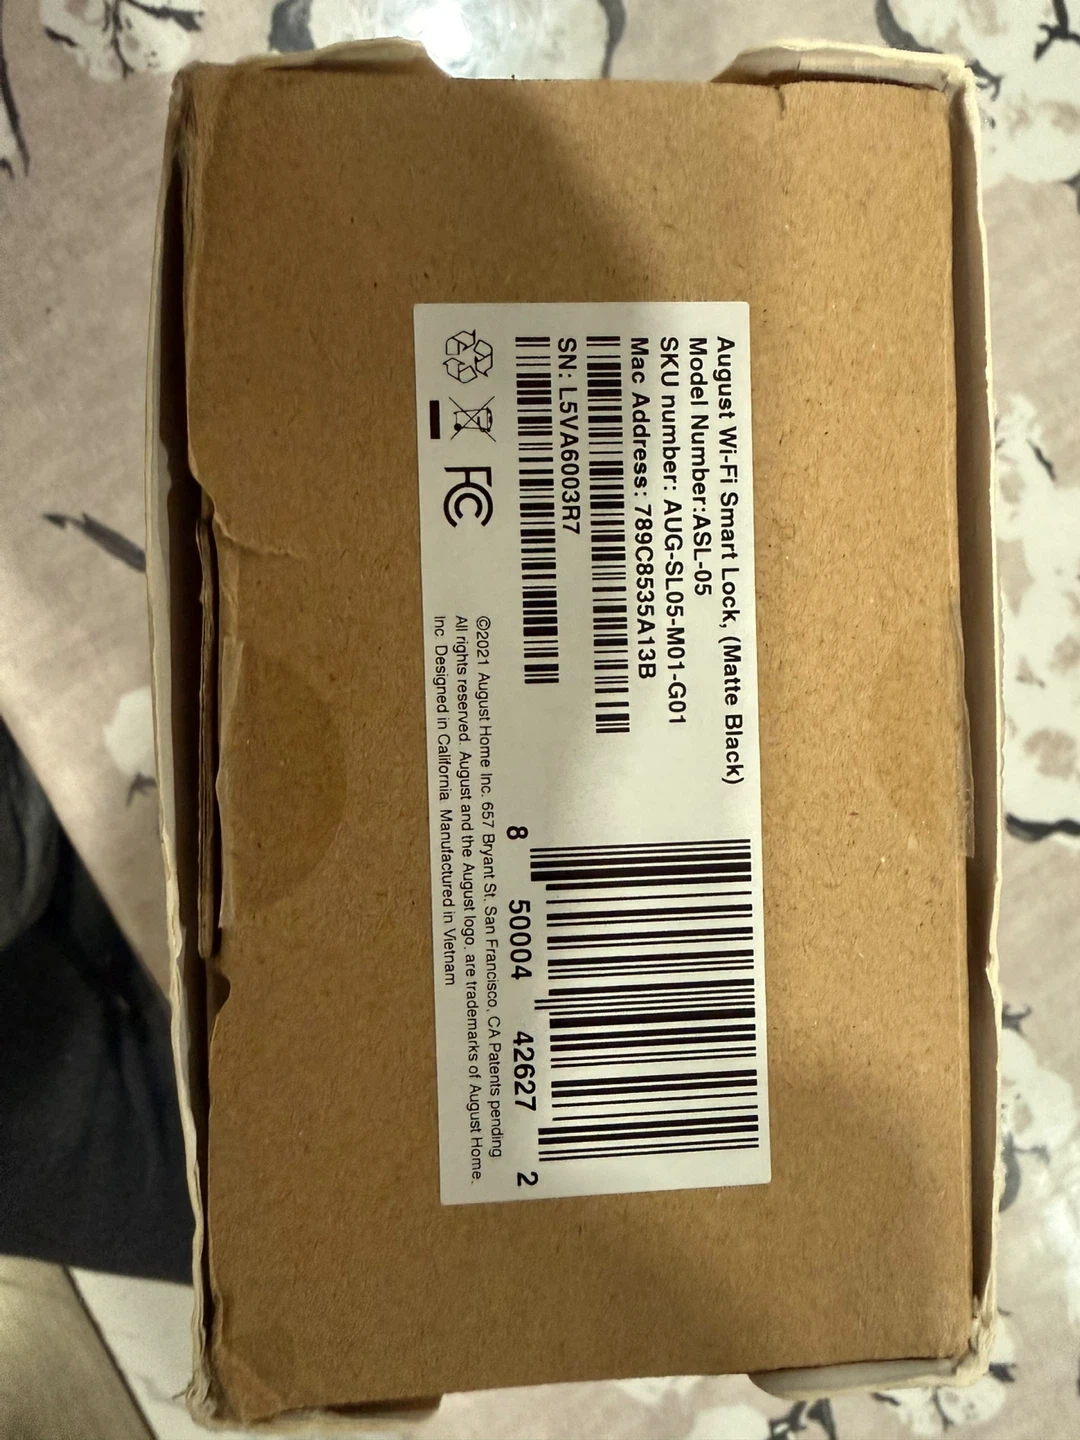 August Wi-Fi Smart Lock, (Matte Black)
Model Number:ASL-05
SKU number: AUG-SL05-M01-G01
Mac Address: 789C8535A13B
SN: L5VA6003R7
FC
8 50004 42627 2
©2021 August Home Inc. 657 Bryant St. San Francisco, CA Patents pending
All rights reserved. August and the August logo. are trademarks of August Home.
Inc Designed in California Manufactured in Vietnam